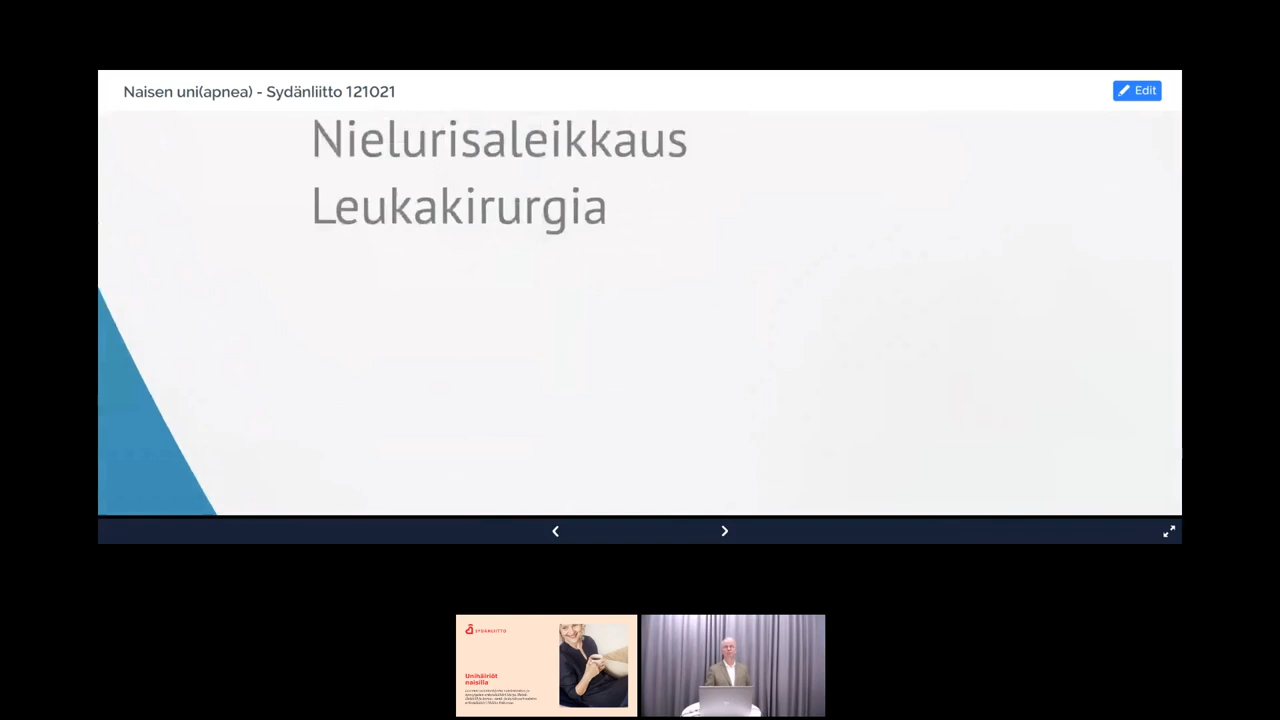 Naisen uni(apnea) - Sydänliitto 121021
Edit
Nielurisaleikkaus
Leukakirurgia
SYDÄNLIITTO
Unihäiriöt
naisilla